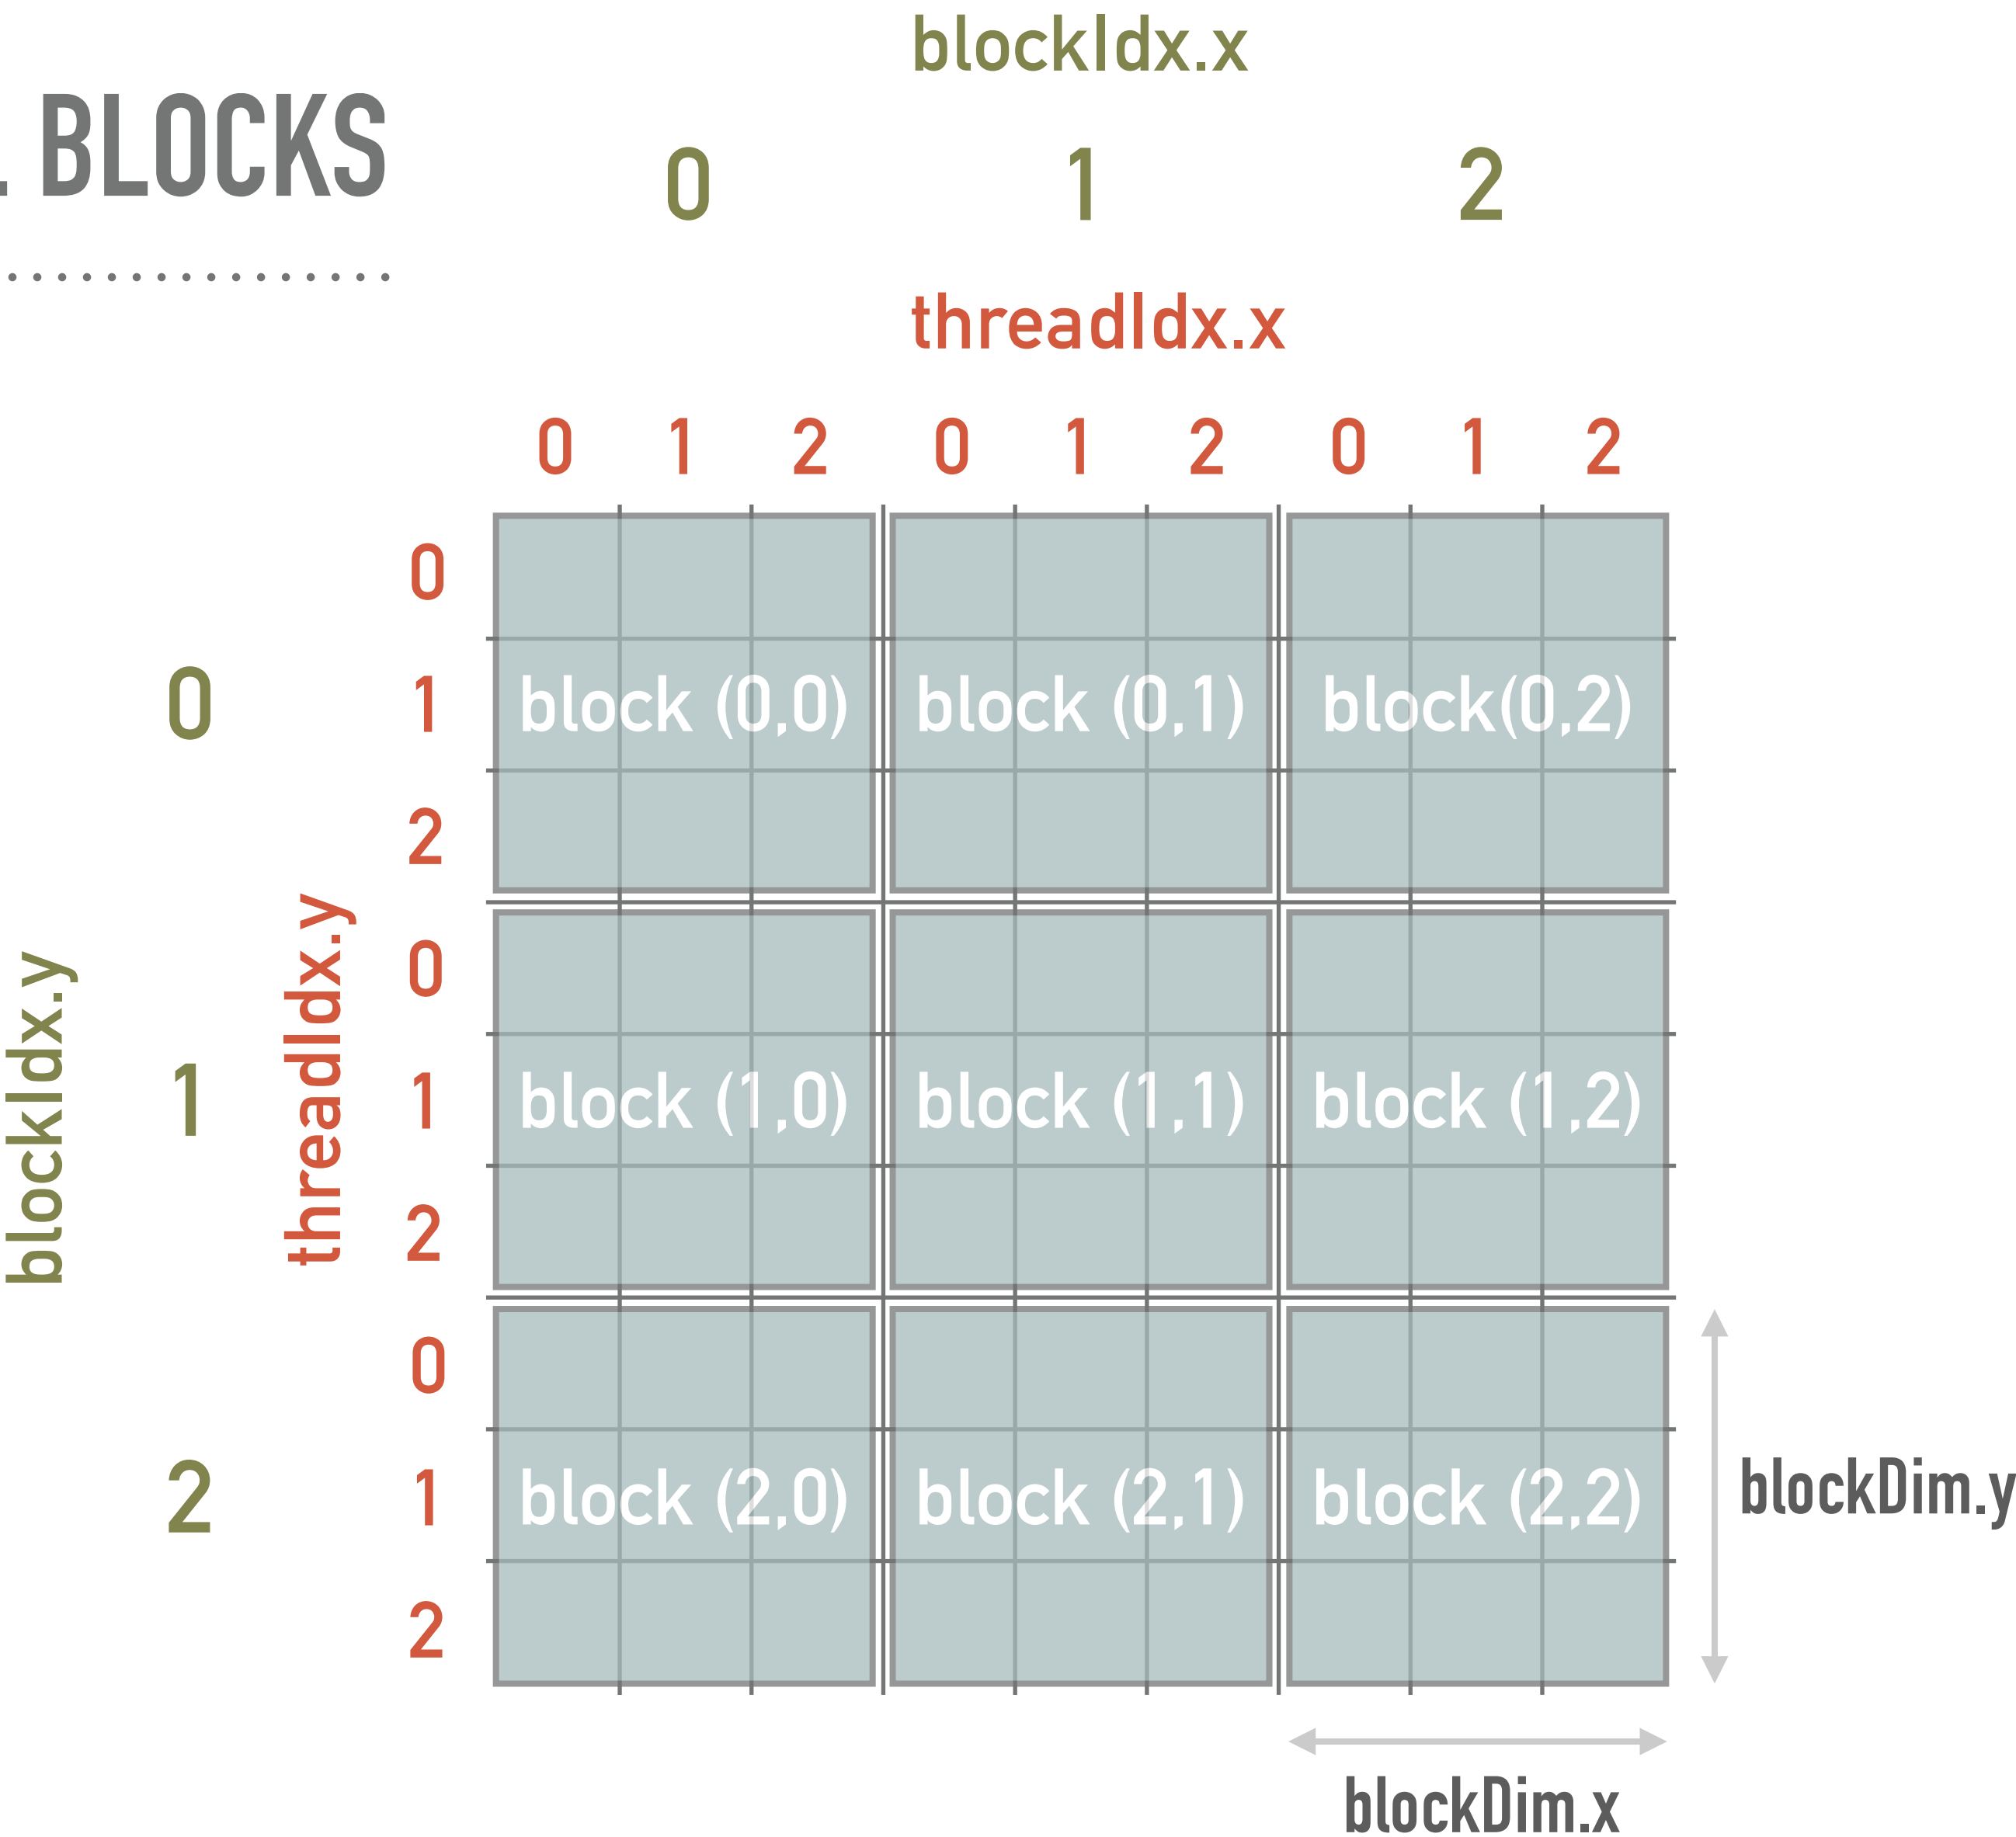 blockIdx.x
. BLOCKS
0 1 2
threadIdx.x
0 1 2 0 1 2 0 1 2
0
0 1 block (0,0) block (0,1) block(0,2)
2
blockIdx.y
threadIdx.y
0
1 1 block (1,0) block (1,1) block (1,2)
2
0
2 1 block (2,0) block (2,1) block (2,2)
blockDim.y
2
blockDim.x